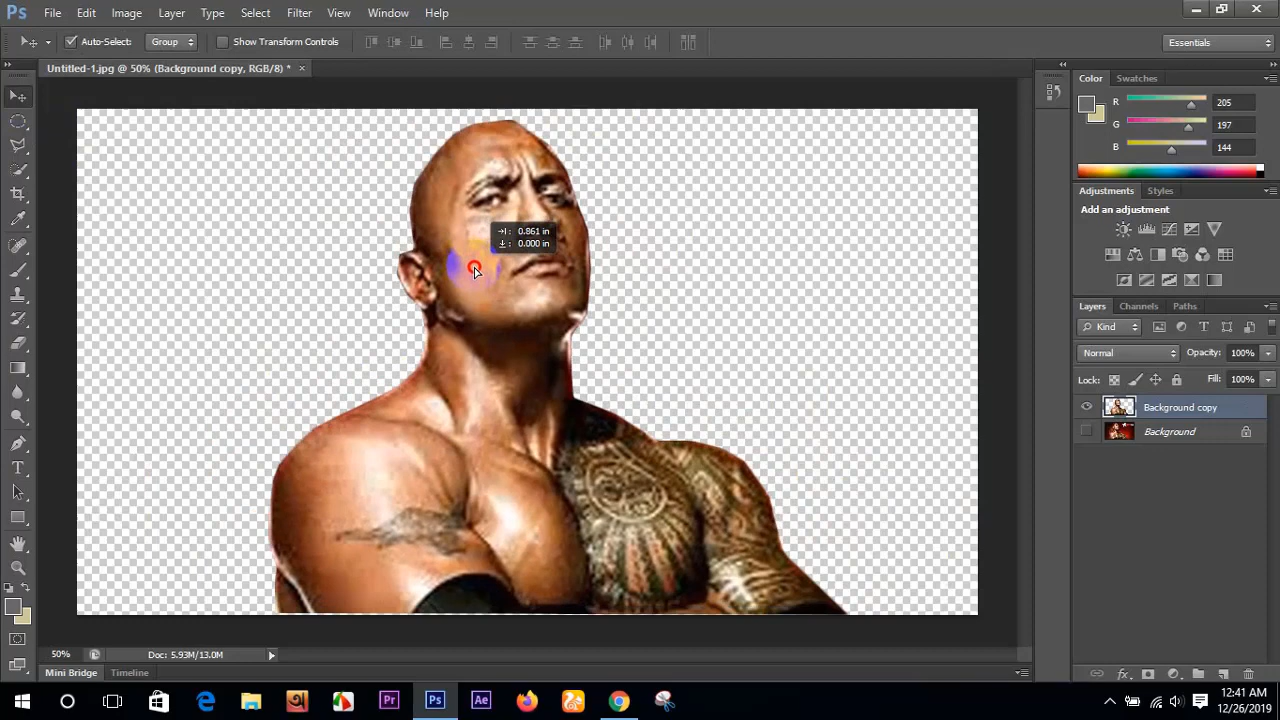 Ps File Edit Image Layer Type Select Filter View Window Help
Auto-Select: Group Show Transform Controls Essentials
Untitled-1.jpg @ 50% (Background copy, RGB/8) * ×
Color Swatches
R 205
G 197
B 144
Adjustments Styles
Add an adjustment
0.861 in
0.000 in
Layers Channels Paths
Kind
Normal Opacity: 100%
Lock: Fill: 100%
Background copy
Background
50% Doc: 5.93M/13.0M
Mini Bridge Timeline
Pr Ps Ae
12:41 AM
12/26/2019